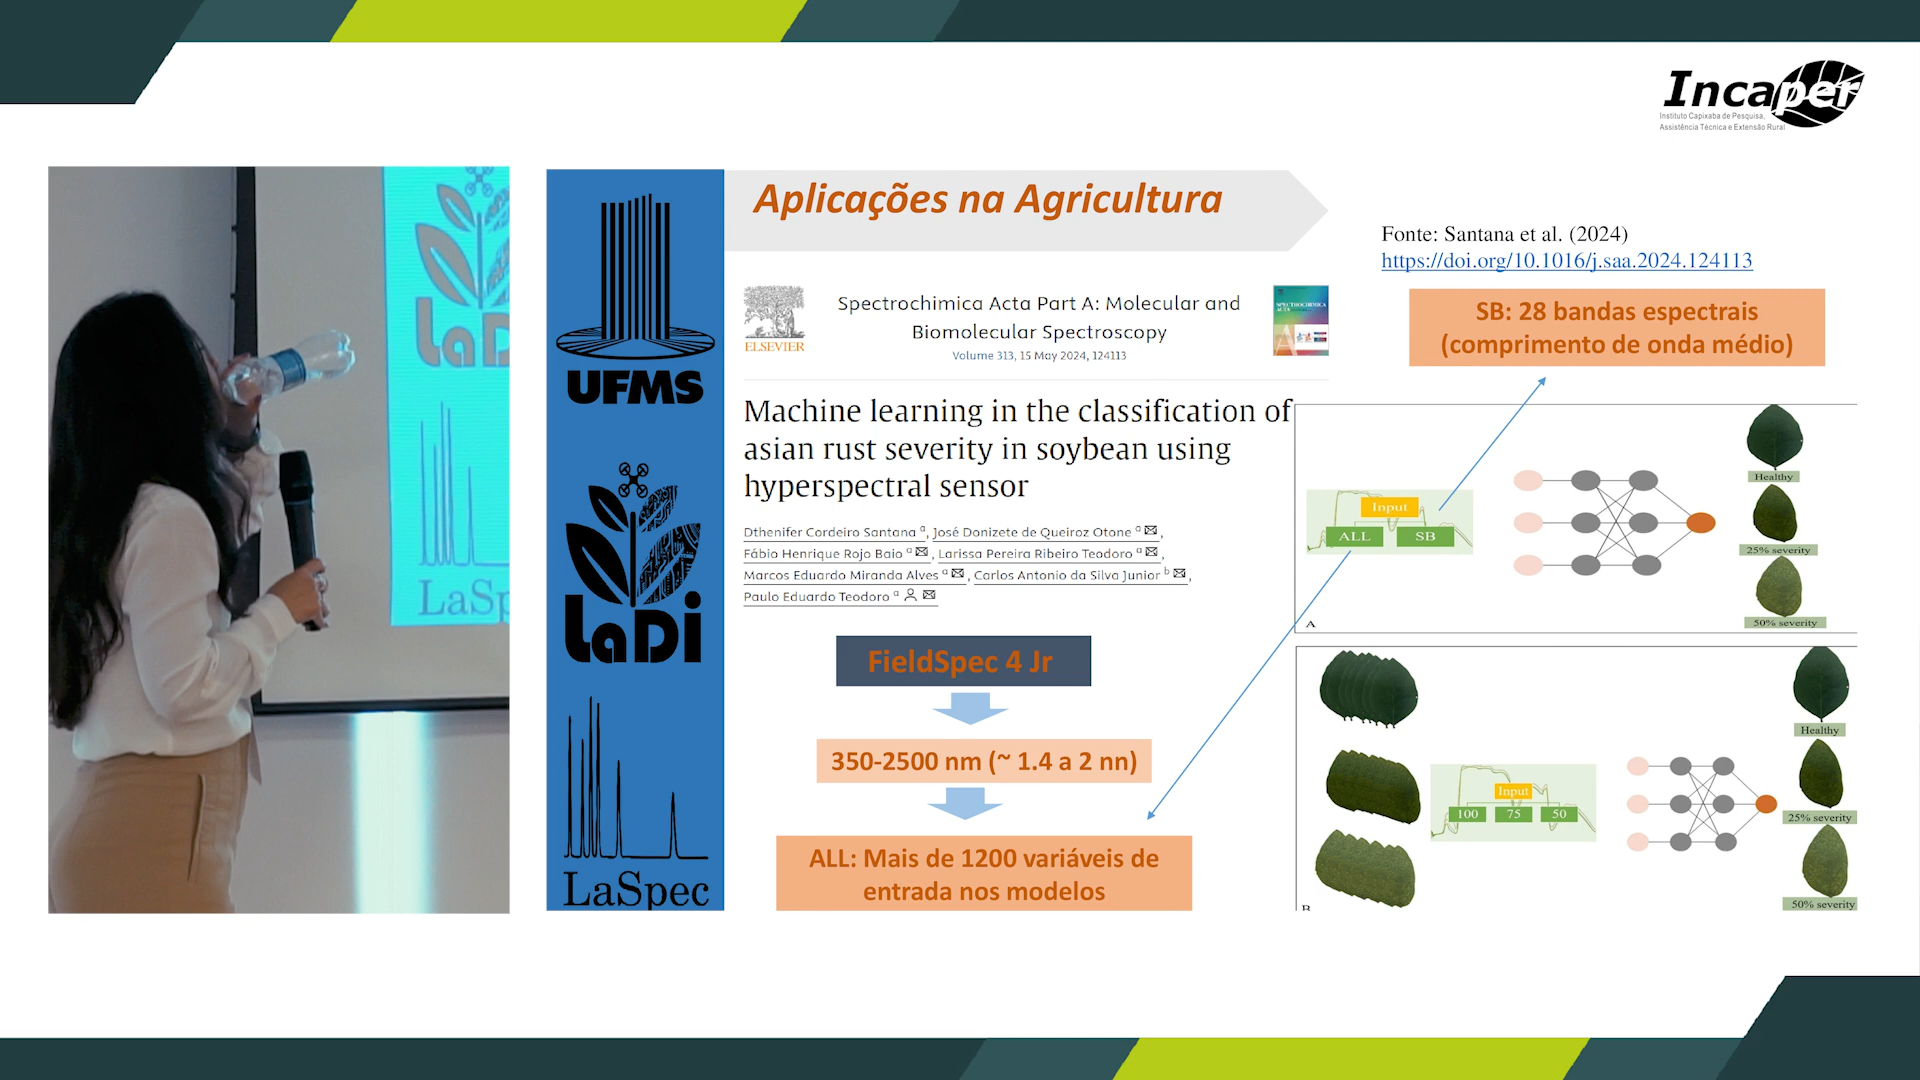 Incaper
Instituto Capixaba de Pesquisa,
Assistência Técnica e Extensão Rural
LaD
LaSp
UFMS
LaDi
LaSpec
Aplicações na Agricultura
Fonte: Santana et al. (2024)
https://doi.org/10.1016/j.saa.2024.124113
ELSEVIER
Spectrochimica Acta Part A: Molecular and
Biomolecular Spectroscopy
Volume 313, 15 May 2024, 124113
SPECTROCHIMICA
ACTA
A
Machine learning in the classification of
asian rust severity in soybean using
hyperspectral sensor
Dthenifer Cordeiro Santana a, José Donizete de Queiroz Otone a,
Fábio Henrique Rojo Baio a, Larissa Pereira Ribeiro Teodoro a,
Marcos Eduardo Miranda Alves a, Carlos Antonio da Silva Junior b,
Paulo Eduardo Teodoro a
FieldSpec 4 Jr
350-2500 nm (~ 1.4 a 2 nn)
ALL: Mais de 1200 variáveis de
entrada nos modelos
SB: 28 bandas espectrais
(comprimento de onda médio)
Input
ALL SB
Healthy
25% severity
50% severity
A
Input
100 75 50
Healthy
25% severity
50% severity
B